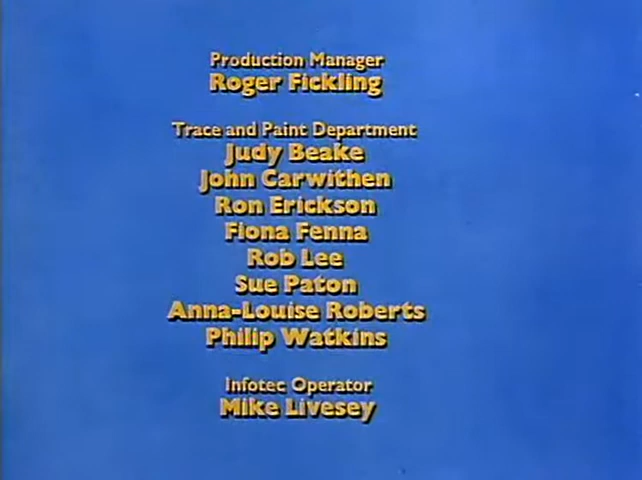 Production Manager
Roger Fickling
Trace and Paint Department
Judy Beake
John Carwithen
Ron Erickson
Fiona Fenna
Rob Lee
Sue Paton
Anna-Louise Roberts
Philip Watkins
Infotec Operator
Mike Livesey